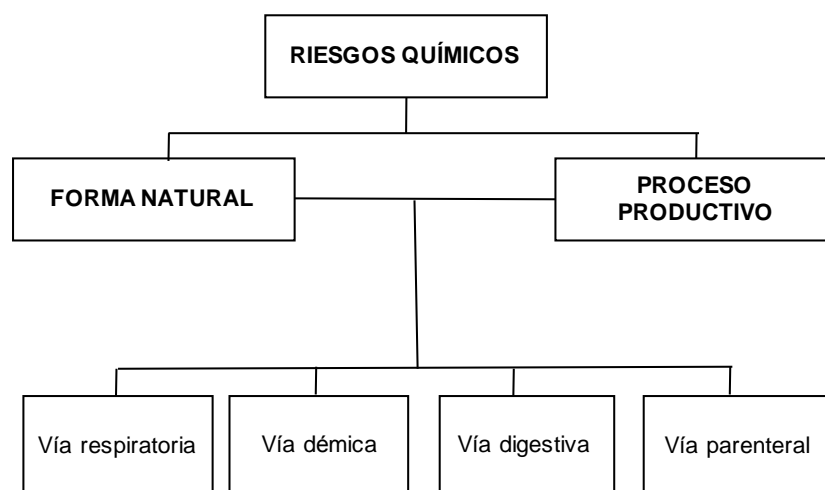 RIESGOS QUÍMICOS
FORMA NATURAL
PROCESO
PRODUCTIVO
Vía respiratoria
Vía démica
Vía digestiva
Vía parenteral